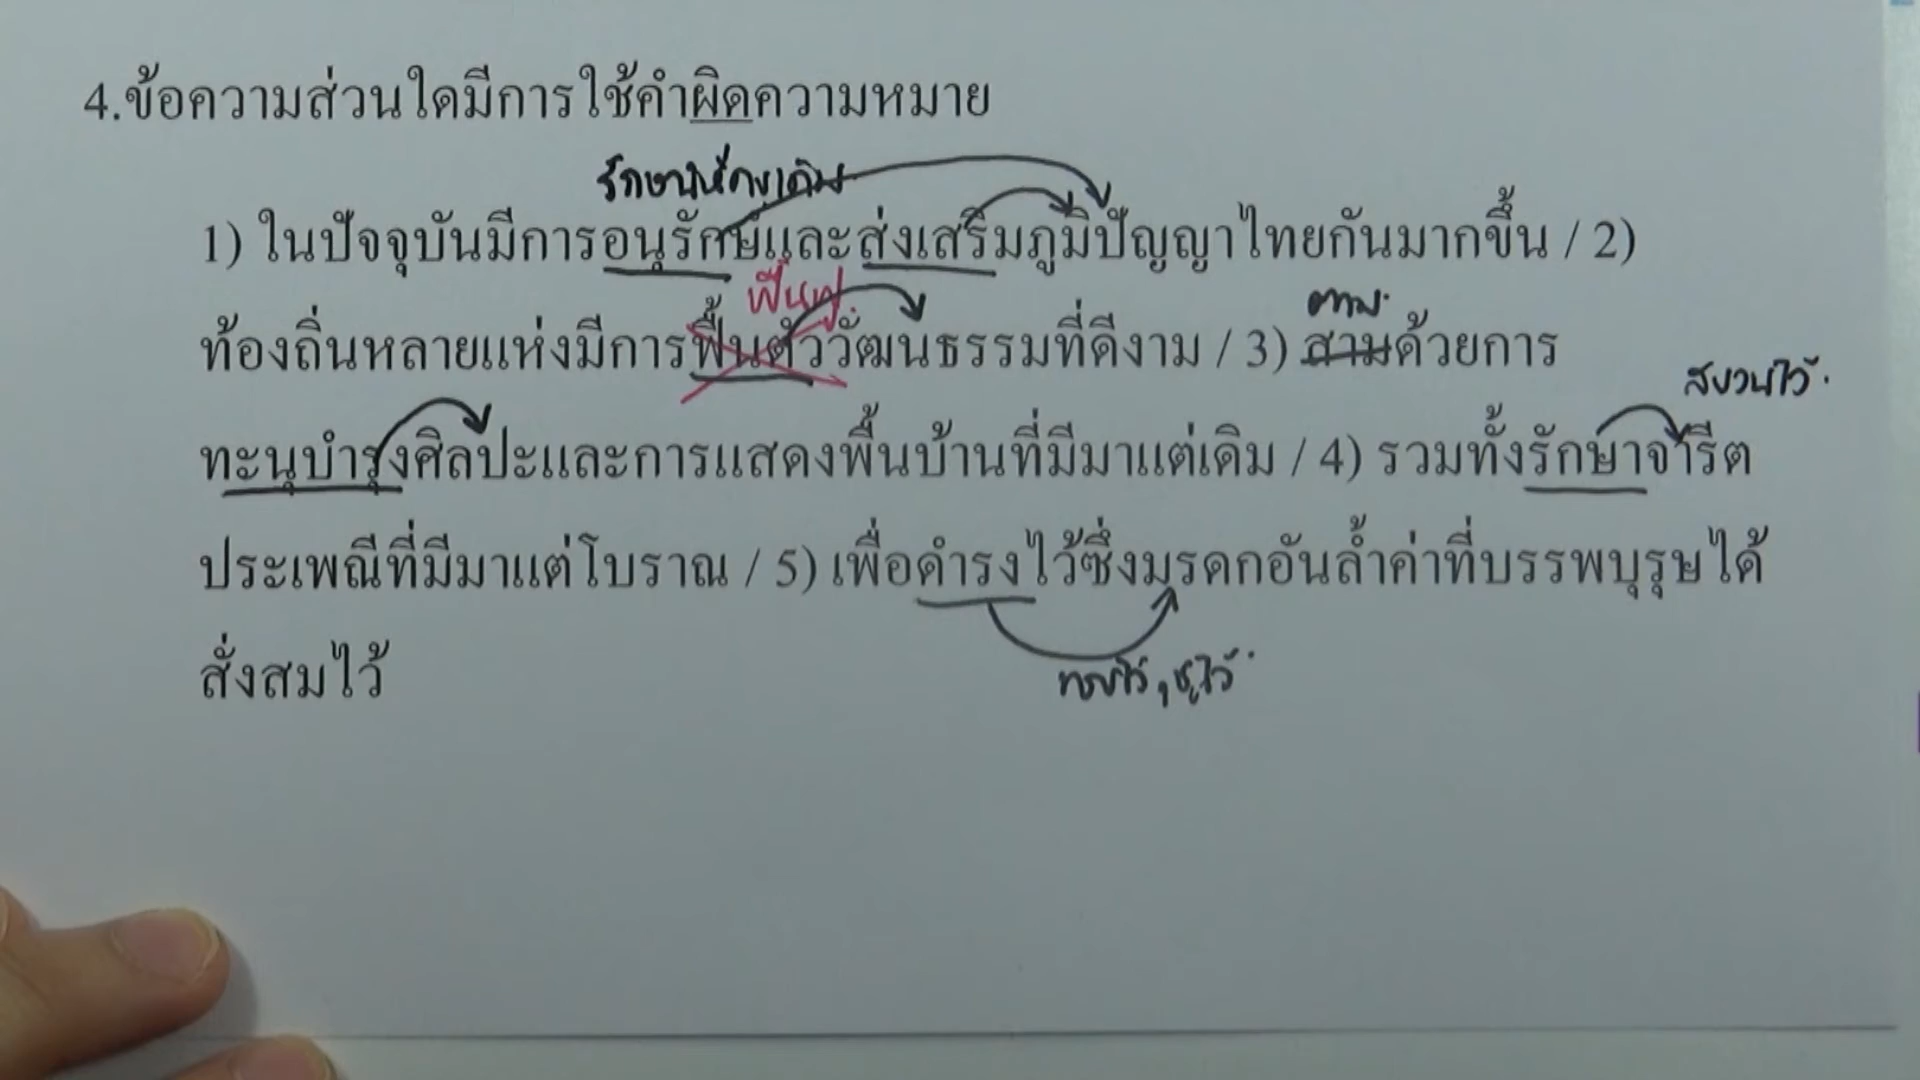 4.ข้อความส่วนใดมีการใช้คำผิดความหมาย
รักษาให้คงเดิม
1) ในปัจจุบันมีการอนุรักษ์และส่งเสริมภูมิปัญญาไทยกันมากขึ้น / 2)
ฟื้นฟู
ตาม
ท้องถิ่นหลายแห่งมีการฟื้นตัววัฒนธรรมที่ดีงาม / 3) สามด้วยการ
สงวนไว้
ทะนุบำรุงศิลปะและการแสดงพื้นบ้านที่มีมาแต่เดิม / 4) รวมทั้งรักษาจารีต
ประเพณีที่มีมาแต่โบราณ / 5) เพื่อดำรงไว้ซึ่งมรดกอันล้ำค่าที่บรรพบุรุษได้
สั่งสมไว้
ทรงไว้, ชูไว้